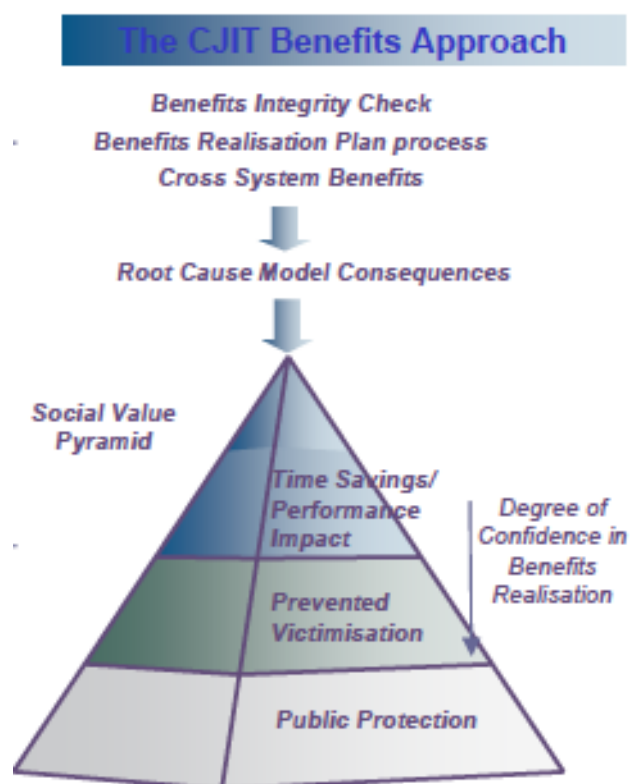 The CJIT Benefits Approach
Benefits Integrity Check
Benefits Realisation Plan process
Cross System Benefits
Root Cause Model Consequences
Social Value
Pyramid
Time Savings/
Performance
Impact
Degree of
Confidence in
Benefits
Realisation
Prevented
Victimisation
Public Protection